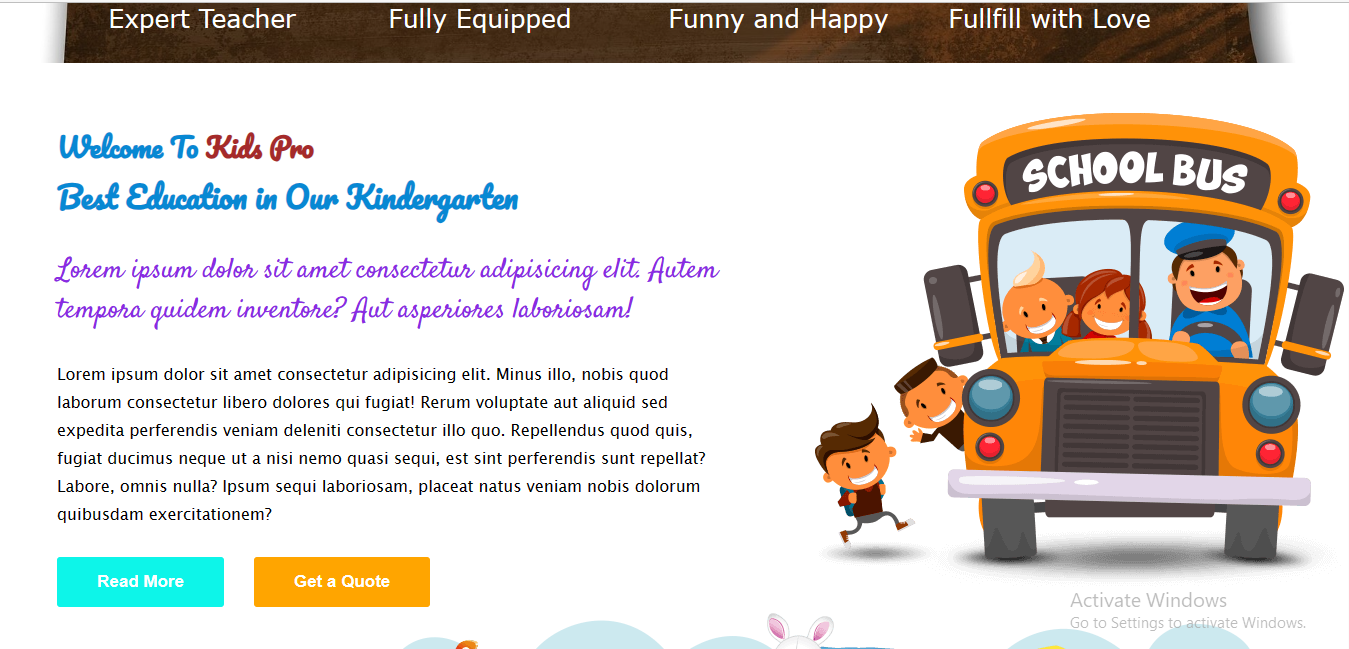 Expert Teacher Fully Equipped Funny and Happy Fullfill with Love
Welcome To Kids Pro
Best Education in Our Kindergarten
Lorem ipsum dolor sit amet consectetur adipisicing elit. Autem
tempora quidem inventore? Aut asperiores laboriosam!
Lorem ipsum dolor sit amet consectetur adipisicing elit. Minus illo, nobis quod
laborum consectetur libero dolores qui fugiat! Rerum voluptate aut aliquid sed
expedita perferendis veniam deleniti consectetur illo quo. Repellendus quod quis,
fugiat ducimus neque ut a nisi nemo quasi sequi, est sint perferendis sunt repellat?
Labore, omnis nulla? Ipsum sequi laboriosam, placeat natus veniam nobis dolorum
quibusdam exercitationem?
Read More Get a Quote
SCHOOL BUS
Activate Windows
Go to Settings to activate Windows.